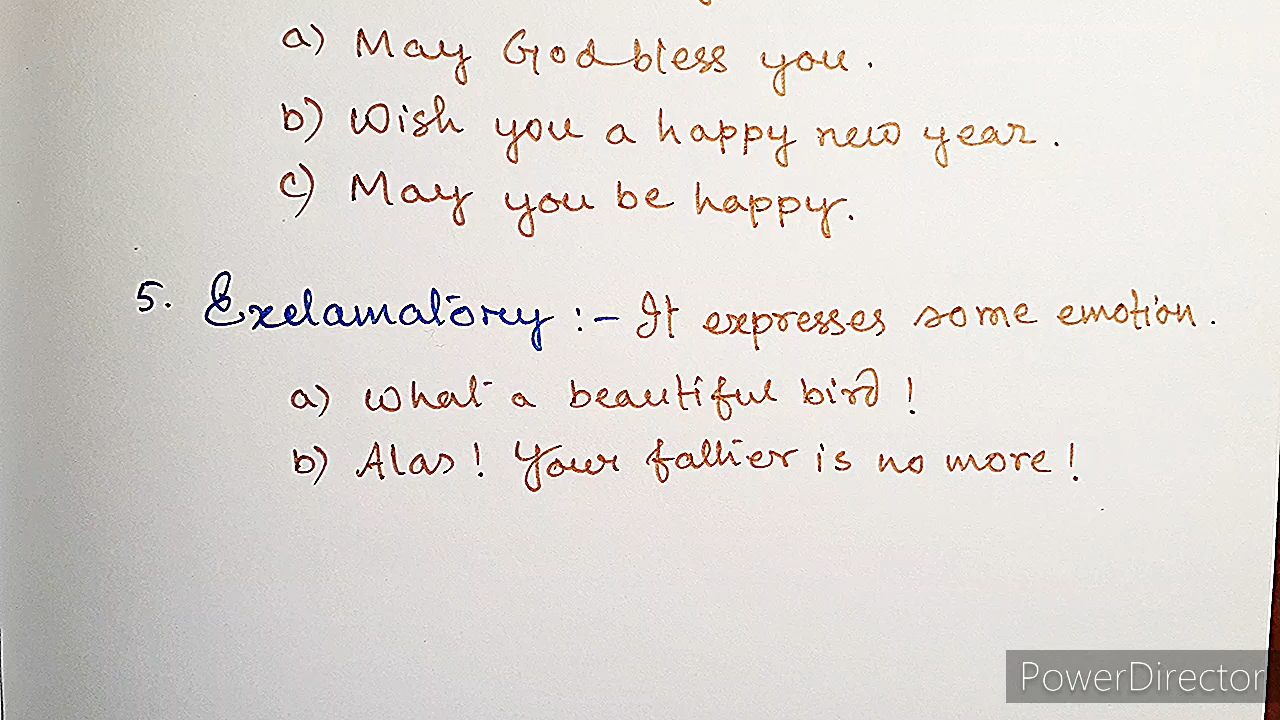 a) May God bless you.
b) Wish you a happy new year.
c) May you be happy.
5. Exclamatory :- It expresses some emotion.
a) What a beautiful bird!
b) Alas! Your father is no more!
PowerDirector